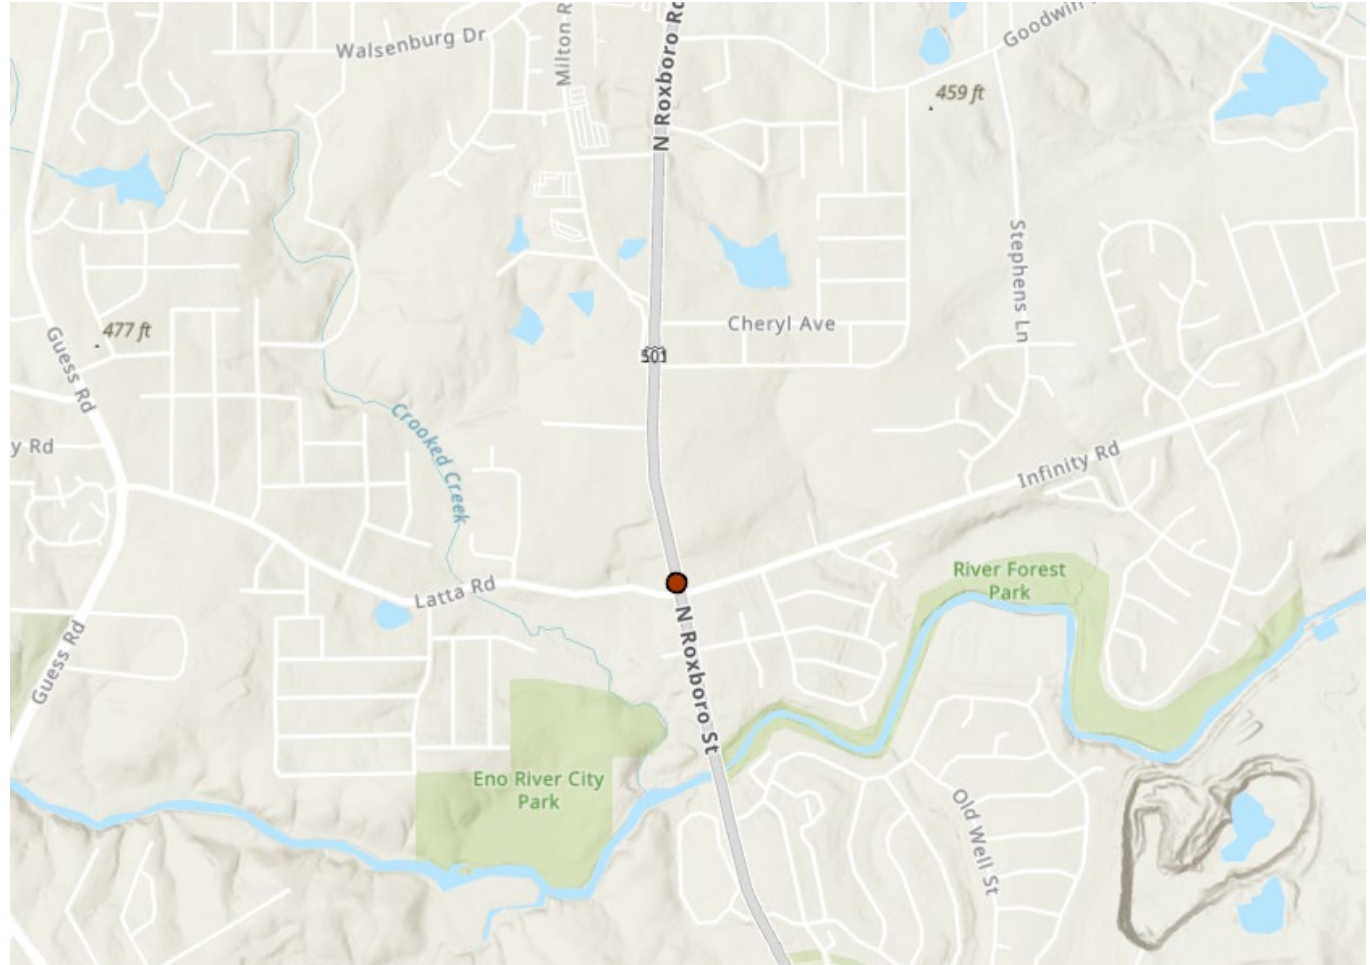 Walsenburg Dr
Milton R
N Roxboro Rd
Goodwin
459 ft
Stephens Ln
477 ft
Guess Rd
Cheryl Ave
501
y Rd
Crooked Creek
Infinity Rd
Latta Rd
River Forest
Park
N Roxboro St
Guess Rd
Eno River City
Park
Old Well St